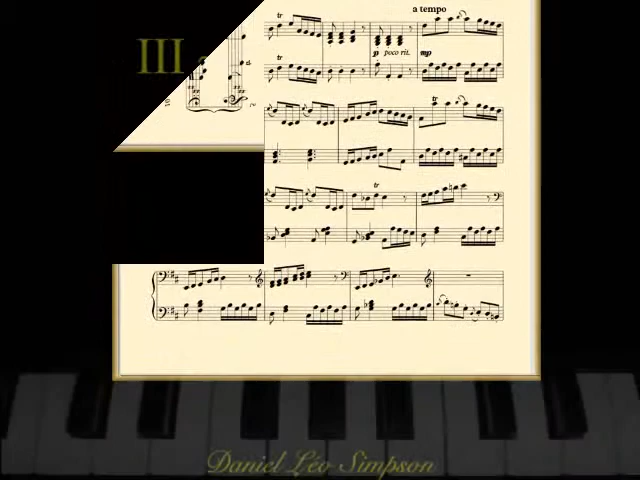 a tempo
III
tr
poco rit.
mp
tr
tr
tr
Daniel Léo Simpson